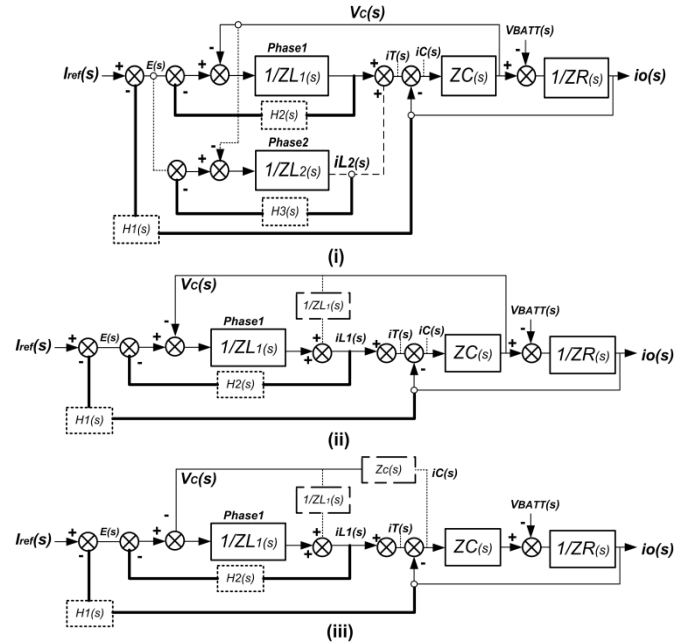 Vc(s)
VBATT(s)
Iref(s)
+
-
E(s)
+
-
-
+
Phase1
1/ZL1(s)
H2(s)
+
+
iT(s)
iC(s)
-
ZC(s)
+
-
1/ZR(s)
io(s)
-
+
-
Phase2
1/ZL2(s)
iL2(s)
H3(s)
H1(s)
(i)
Vc(s)
1/ZL1(s)
VBATT(s)
Iref(s)
+
-
E(s)
+
-
-
+
Phase1
1/ZL1(s)
+
+
iL1(s)
+
iT(s)
iC(s)
-
ZC(s)
+
-
1/ZR(s)
io(s)
H2(s)
H1(s)
(ii)
Zc(s)
iC(s)
Vc(s)
1/ZL1(s)
VBATT(s)
Iref(s)
+
-
E(s)
+
-
-
+
Phase1
1/ZL1(s)
+
+
iL1(s)
+
iT(s)
-
ZC(s)
+
-
1/ZR(s)
io(s)
H2(s)
H1(s)
(iii)